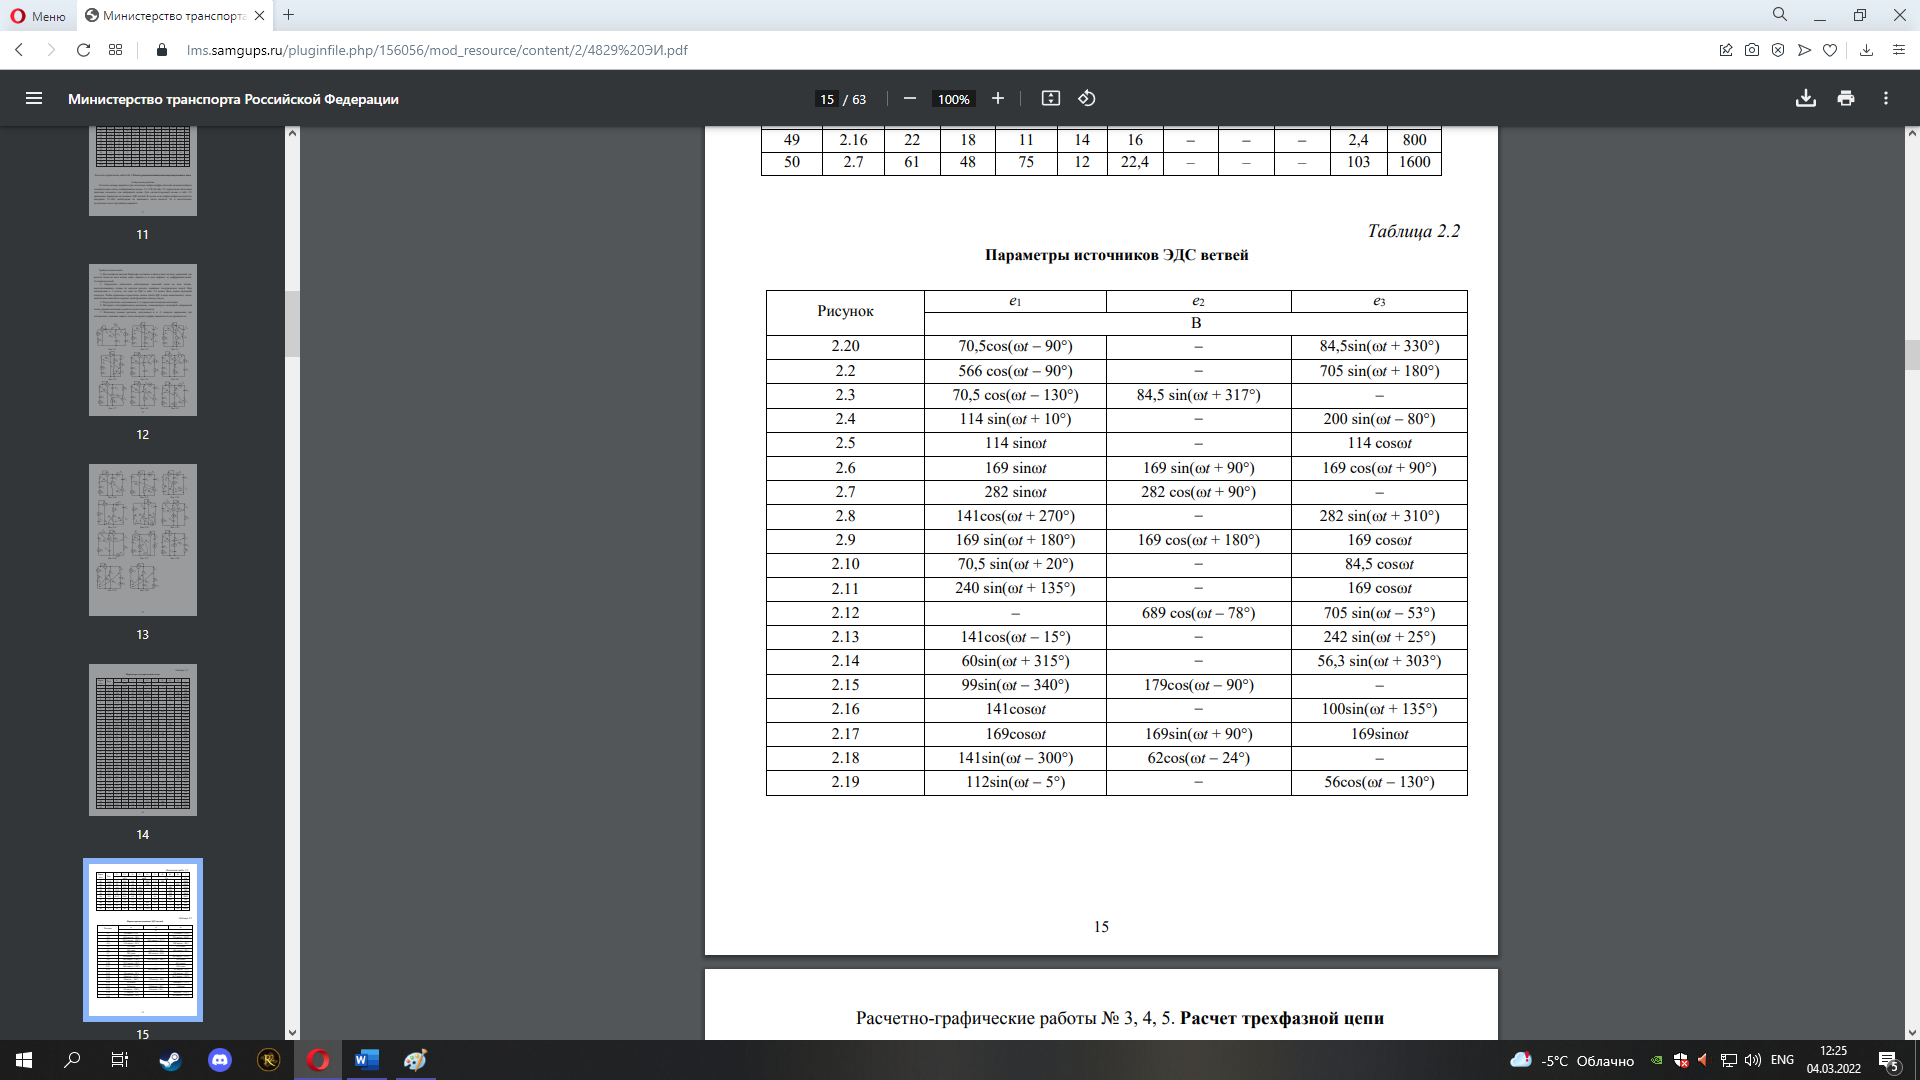 Меню
Министерство транспорта
lms.samgups.ru/pluginfile.php/156056/mod_resource/content/2/4829%20ЭИ.pdf
Министерство транспорта Российской Федерации
15 / 63
100%
11
12
13
14
15
49 2.16 22 18 11 14 16 – – – 2,4 800
50 2.7 61 48 75 12 22,4 – – – 103 1600
Таблица 2.2
Параметры источников ЭДС ветвей
Рисунок e1 e2 e3
В
2.20 70,5cos(ωt – 90°) – 84,5sin(ωt + 330°)
2.2 566 cos(ωt – 90°) – 705 sin(ωt + 180°)
2.3 70,5 cos(ωt – 130°) 84,5 sin(ωt + 317°) –
2.4 114 sin(ωt + 10°) – 200 sin(ωt – 80°)
2.5 114 sinωt – 114 cosωt
2.6 169 sinωt 169 sin(ωt + 90°) 169 cos(ωt + 90°)
2.7 282 sinωt 282 cos(ωt + 90°) –
2.8 141cos(ωt + 270°) – 282 sin(ωt + 310°)
2.9 169 sin(ωt + 180°) 169 cos(ωt + 180°) 169 cosωt
2.10 70,5 sin(ωt + 20°) – 84,5 cosωt
2.11 240 sin(ωt + 135°) – 169 cosωt
2.12 – 689 cos(ωt – 78°) 705 sin(ωt – 53°)
2.13 141cos(ωt – 15°) – 242 sin(ωt + 25°)
2.14 60sin(ωt + 315°) – 56,3 sin(ωt + 303°)
2.15 99sin(ωt – 340°) 179cos(ωt – 90°) –
2.16 141cosωt – 100sin(ωt + 135°)
2.17 169cosωt 169sin(ωt + 90°) 169sinωt
2.18 141sin(ωt – 300°) 62cos(ωt – 24°) –
2.19 112sin(ωt – 5°) – 56cos(ωt – 130°)
15
Расчетно-графические работы № 3, 4, 5. Расчет трехфазной цепи
-5°C Облачно
ENG
12:25
04.03.2022
5